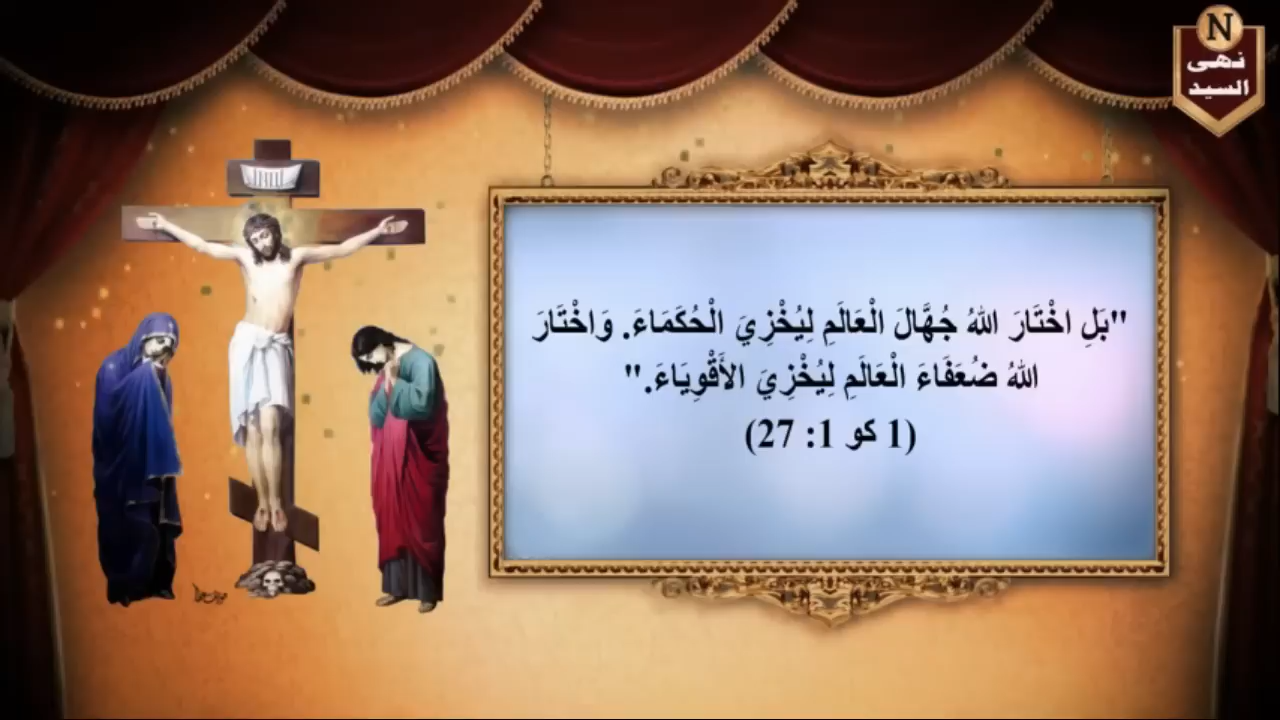 N
نهى
السيد
"بَلِ اخْتَارَ اللهُ جُهَّالَ الْعَالَمِ لِيُخْزِيَ الْحُكَمَاءَ. وَاخْتَارَ
اللهُ ضُعَفَاءَ الْعَالَمِ لِيُخْزِيَ الأَقْوِيَاءَ."
(1 كو 1: 27)